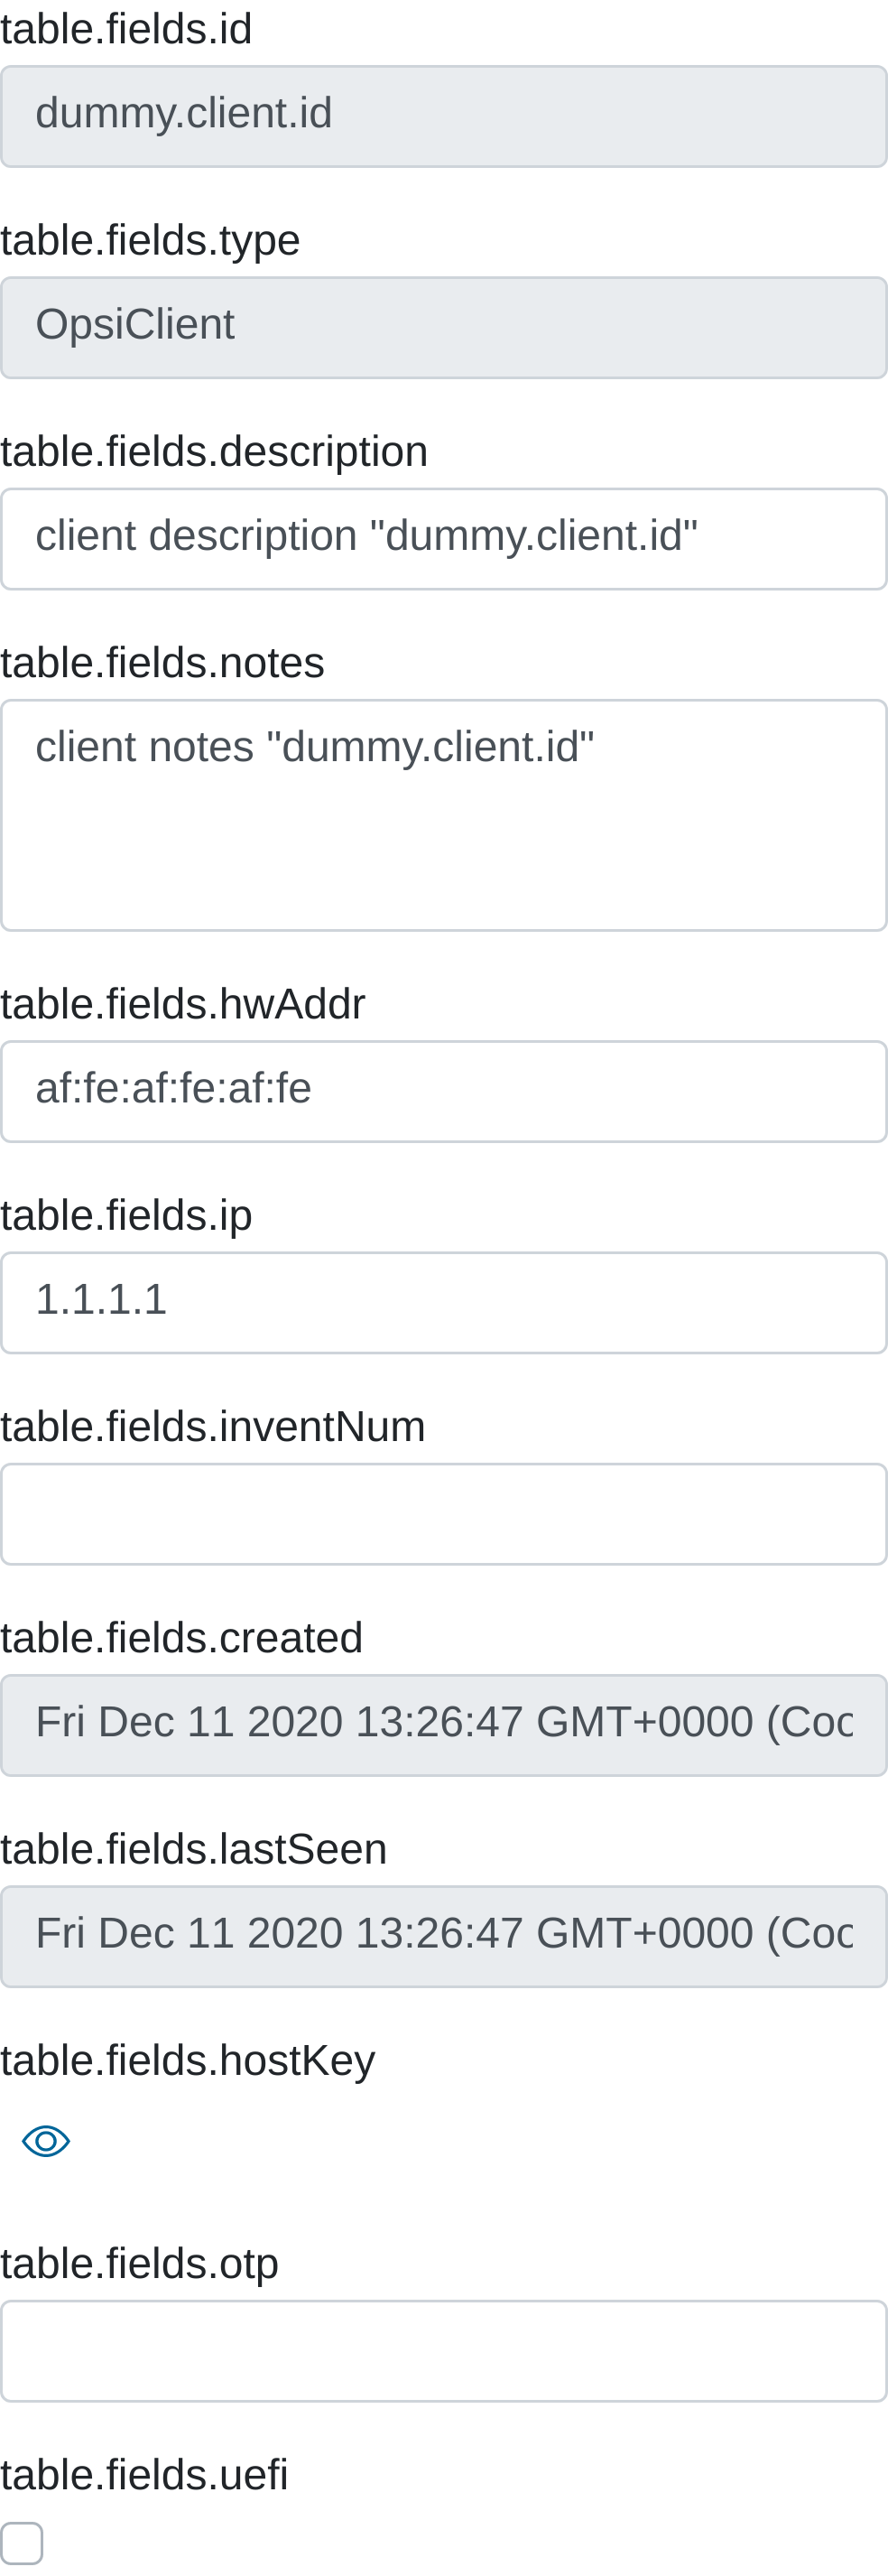 table.fields.id
dummy.client.id
table.fields.type
OpsiClient
table.fields.description
client description "dummy.client.id"
table.fields.notes
client notes "dummy.client.id"
table.fields.hwAddr
af:fe:af:fe:af:fe
table.fields.ip
1.1.1.1
table.fields.inventNum
table.fields.created
Fri Dec 11 2020 13:26:47 GMT+0000 (Coo
table.fields.lastSeen
Fri Dec 11 2020 13:26:47 GMT+0000 (Coo
table.fields.hostKey
table.fields.otp
table.fields.uefi